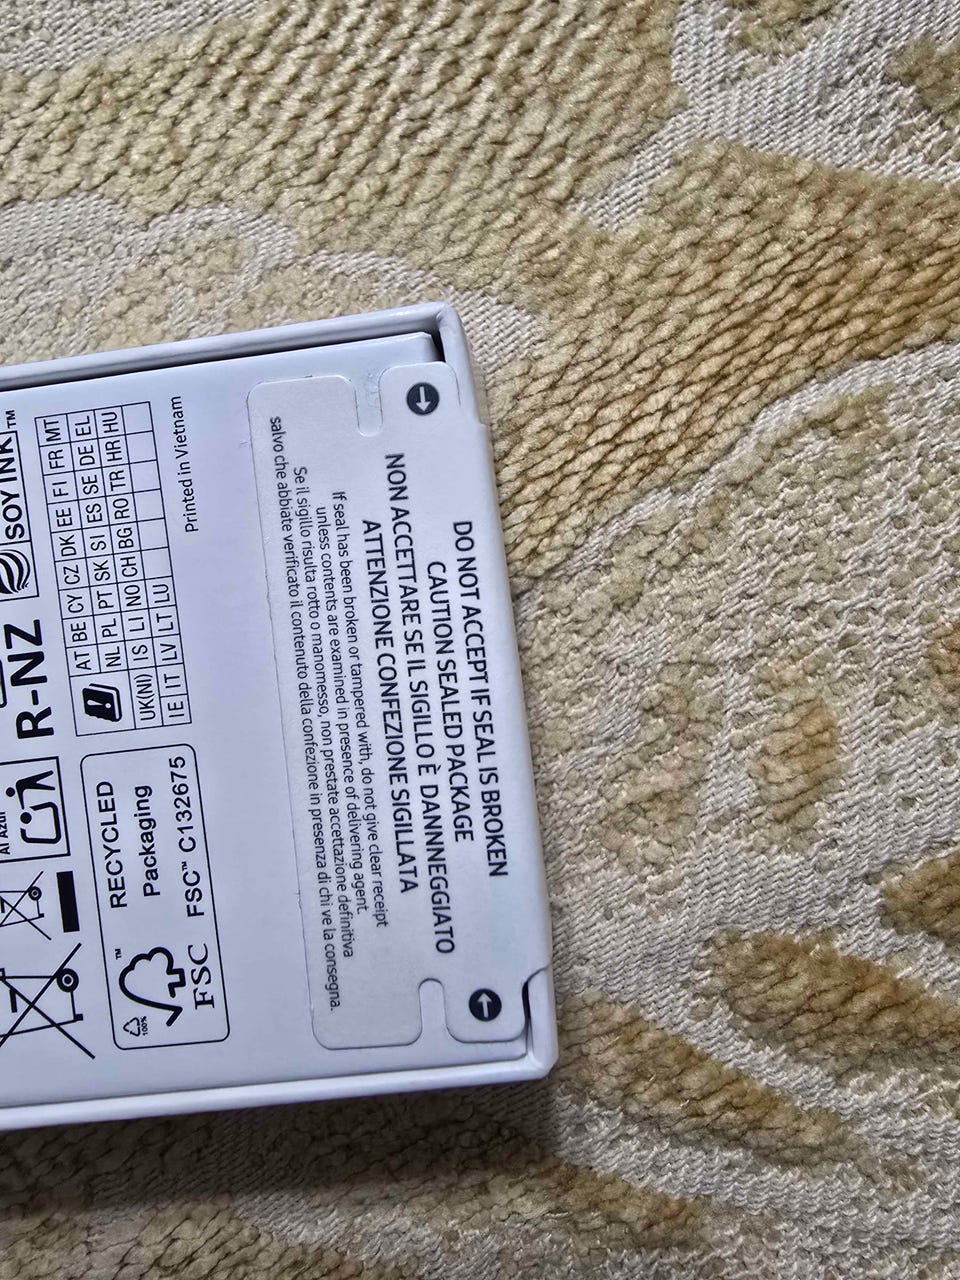 DO NOT ACCEPT IF SEAL IS BROKEN
CAUTION SEALED PACKAGE
NON ACCETTARE SE IL SIGILLO È DANNEGGIATO
ATTENZIONE CONFEZIONE SIGILLATA
If seal has been broken or tampered with, do not give clear receipt
unless contents are examined in presence of delivering agent.
Se il sigillo risulta rotto o manomesso, non prestate accettazione definitiva
salvo che abbiate verificato il contenuto della confezione in presenza di chi ve la consegna.
SOY INK™
R-NZ
AT BE CY CZ DK EE FI FR MT
NL PL PT SK SI ES SE DE EL
UK(NI) IS LI NO CH BG RO TR HR HU
IE IT LV LT LU
Printed in Vietnam
RECYCLED
Packaging
FSC™ C132675
™
FSC
100%